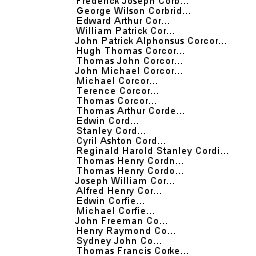 Frederick Joseph Corb...
George Wilson Corbrid...
Edward Arthur Cor...
William Patrick Cor...
John Patrick Alphonsus Corcor...
Hugh Thomas Corcor...
Thomas John Corcor...
John Michael Corcor...
Michael Corcor...
Terence Corcor...
Thomas Corcor...
Thomas Arthur Corde...
Edwin Cord...
Stanley Cord...
Cyril Ashton Cord...
Reginald Harold Stanley Cordi...
Thomas Henry Cordn...
Thomas Henry Cordo...
Joseph William Cor...
Alfred Henry Cor...
Edwin Corfie...
Michael Corfie...
John Freeman Co...
Henry Raymond Co...
Sydney John Co...
Thomas Francis Corke...